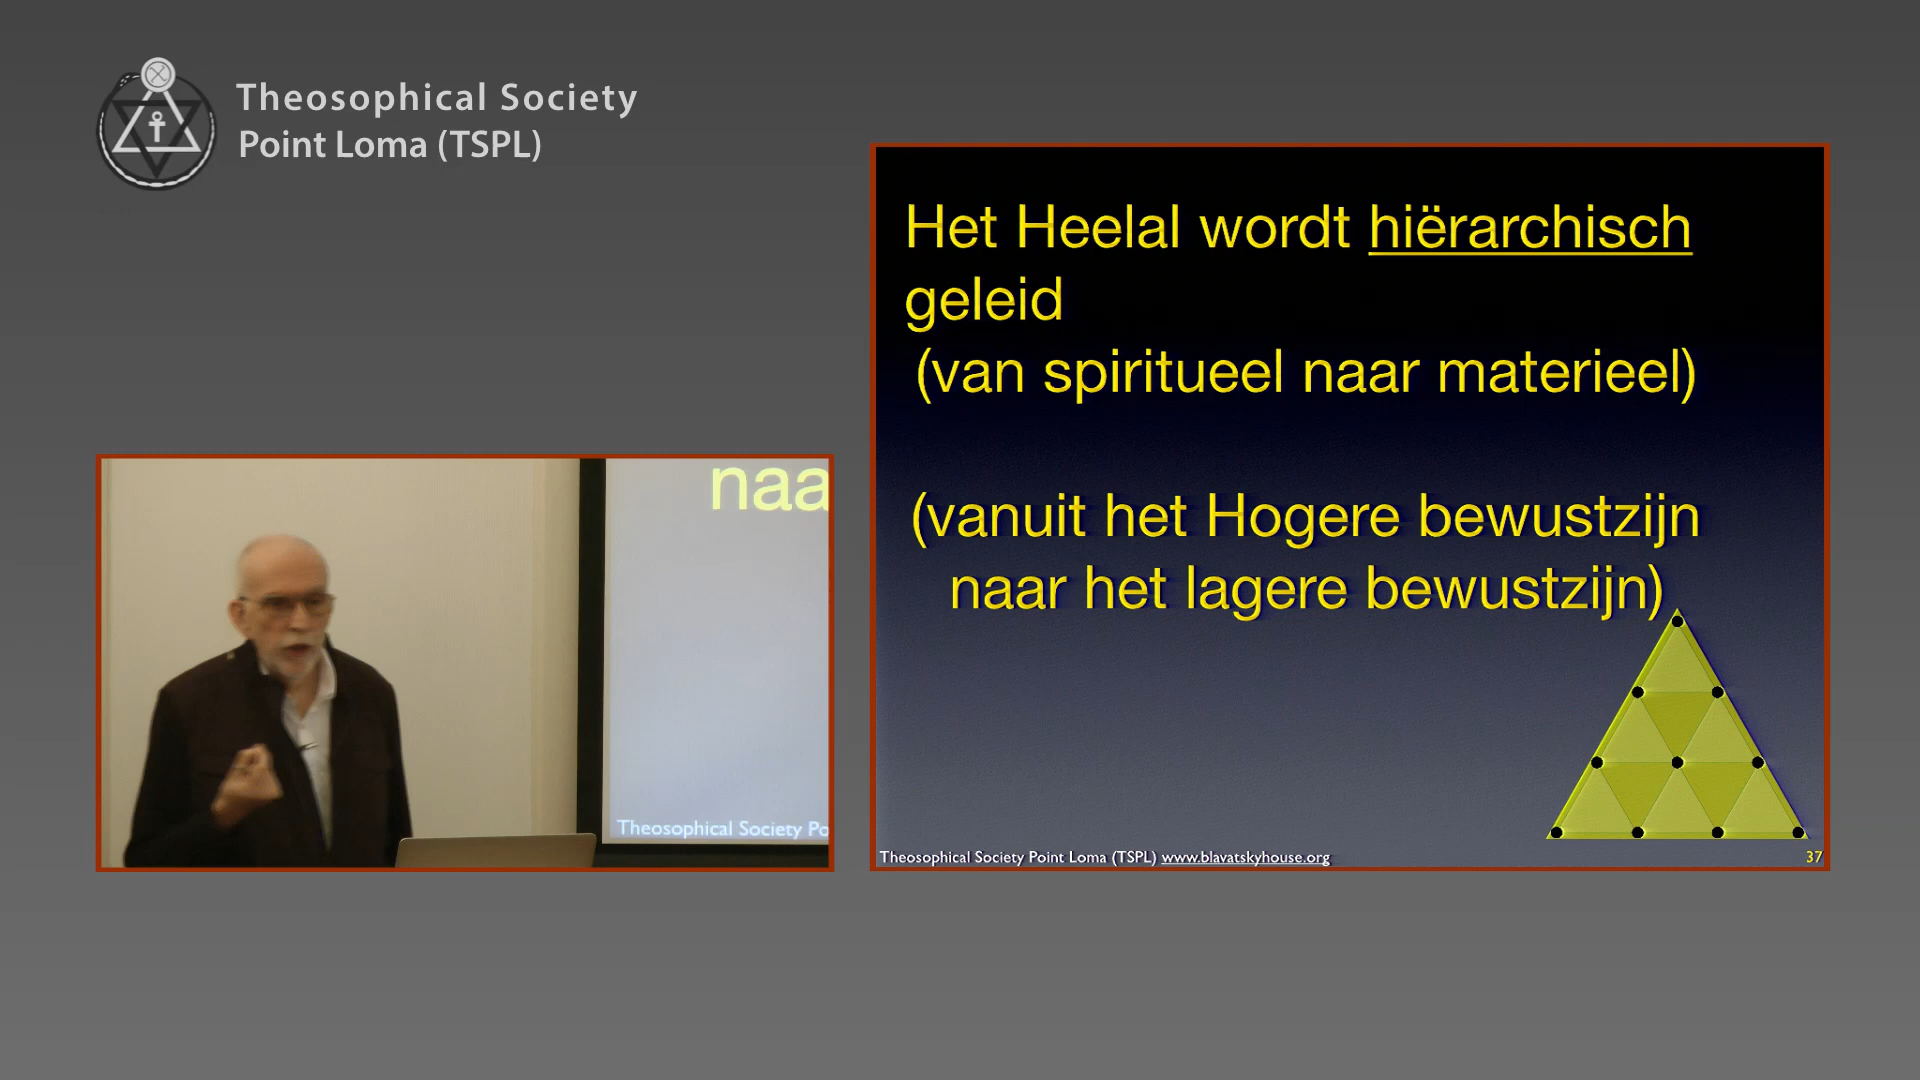 Theosophical Society
Point Loma (TSPL)
Het Heelal wordt hiërarchisch
geleid
(van spiritueel naar materieel)
(vanuit het Hogere bewustzijn
naar het lagere bewustzijn)
Theosophical Society Point Loma (TSPL) www.blavatskyhouse.org
37
naa
Theosophical Society Po